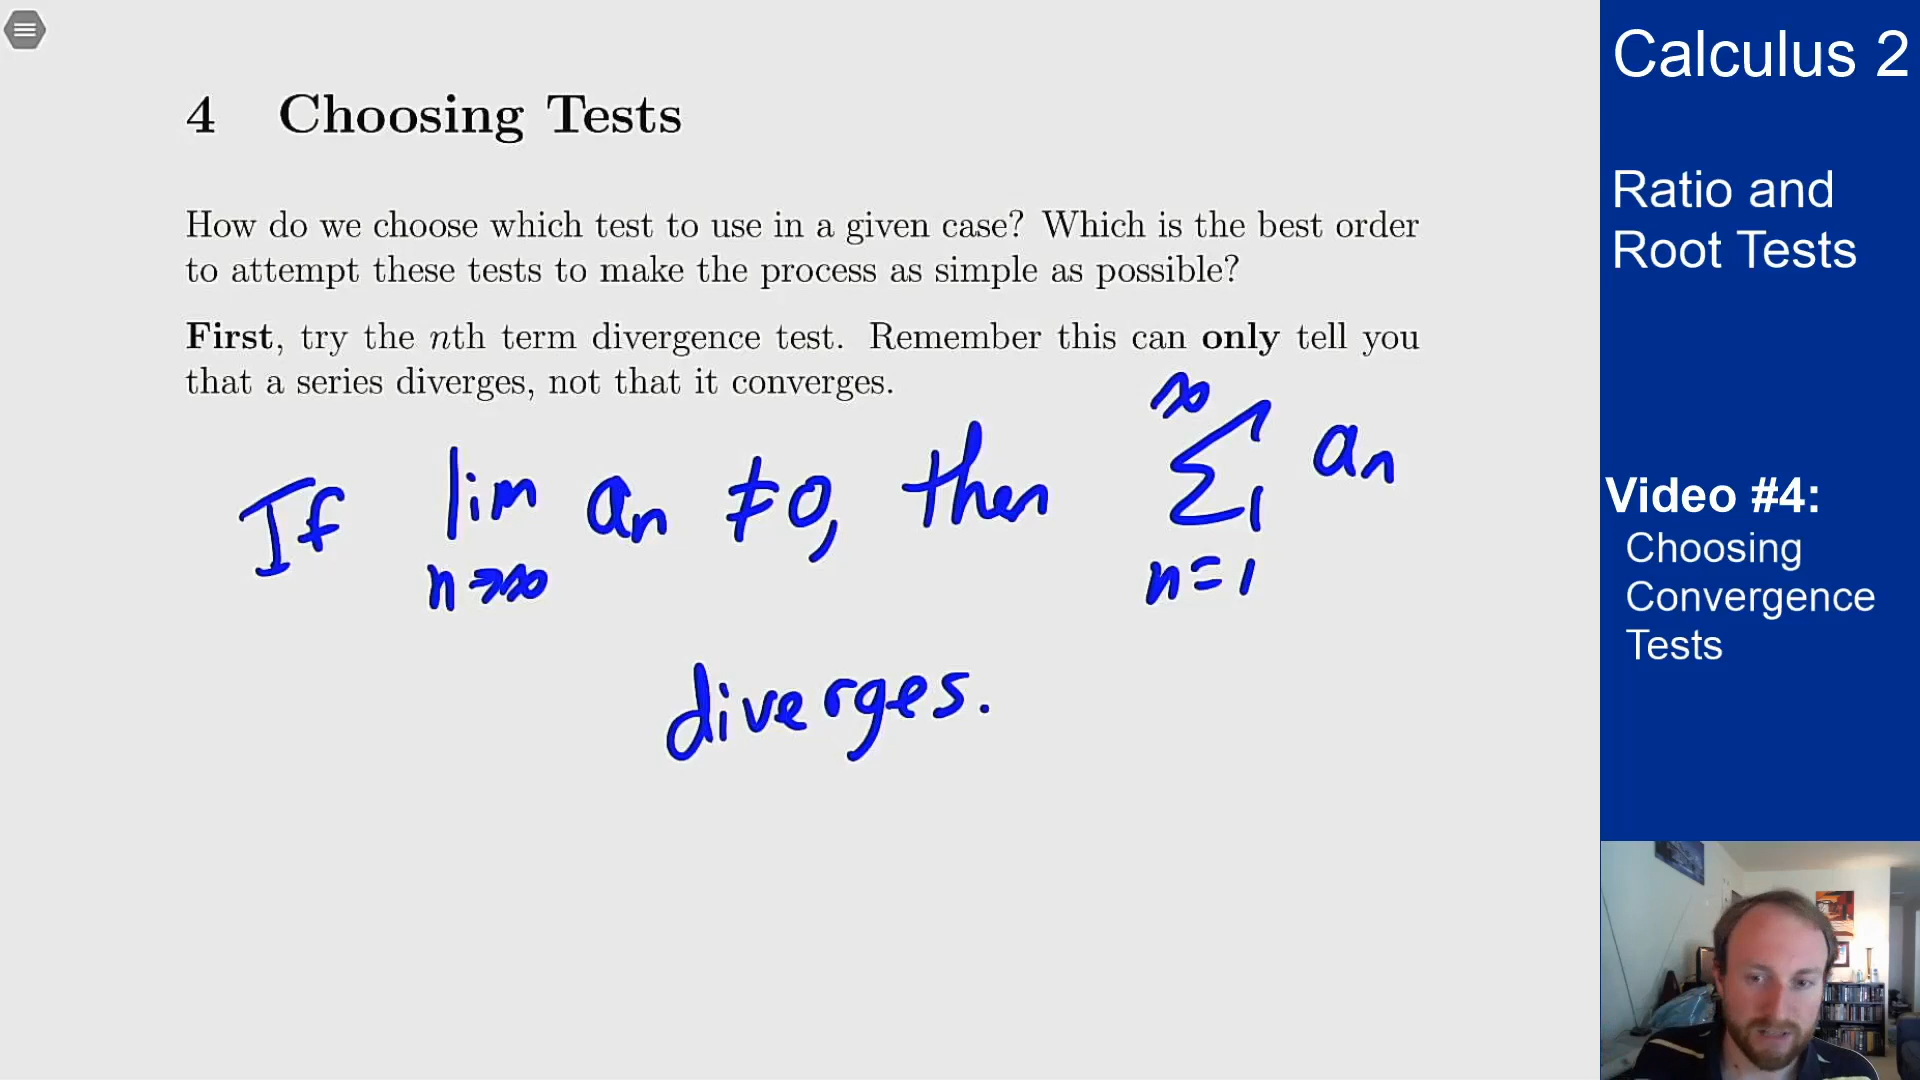 4 Choosing Tests
How do we choose which test to use in a given case? Which is the best order
to attempt these tests to make the process as simple as possible?
First, try the nth term divergence test. Remember this can only tell you
that a series diverges, not that it converges.
If lim n→∞ aₙ ≠ 0, then ∞ Σ n=1 aₙ
diverges.
Calculus 2
Ratio and
Root Tests
Video #4:
Choosing
Convergence
Tests